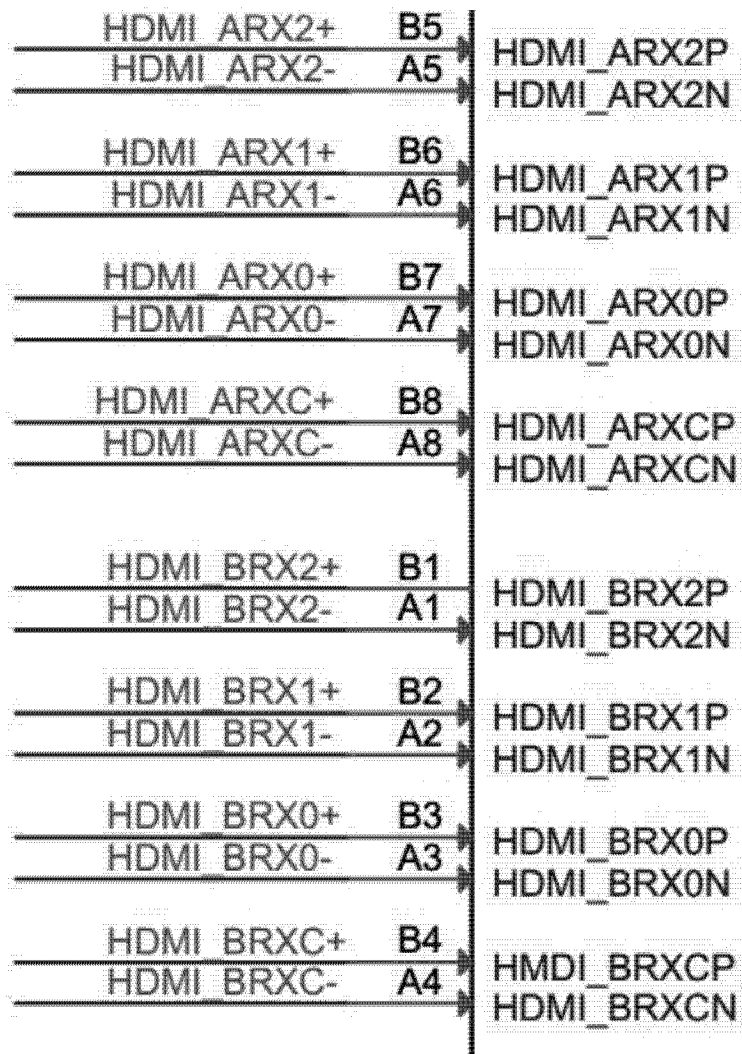 HDMI_ARX2+ B5 HDMI_ARX2P
HDMI_ARX2- A5 HDMI_ARX2N
HDMI_ARX1+ B6 HDMI_ARX1P
HDMI_ARX1- A6 HDMI_ARX1N
HDMI_ARX0+ B7 HDMI_ARX0P
HDMI_ARX0- A7 HDMI_ARX0N
HDMI_ARXC+ B8 HDMI_ARXCP
HDMI_ARXC- A8 HDMI_ARXCN
HDMI_BRX2+ B1 HDMI_BRX2P
HDMI_BRX2- A1 HDMI_BRX2N
HDMI_BRX1+ B2 HDMI_BRX1P
HDMI_BRX1- A2 HDMI_BRX1N
HDMI_BRX0+ B3 HDMI_BRX0P
HDMI_BRX0- A3 HDMI_BRX0N
HDMI_BRXC+ B4 HMDI_BRXCP
HDMI_BRXC- A4 HDMI_BRXCN